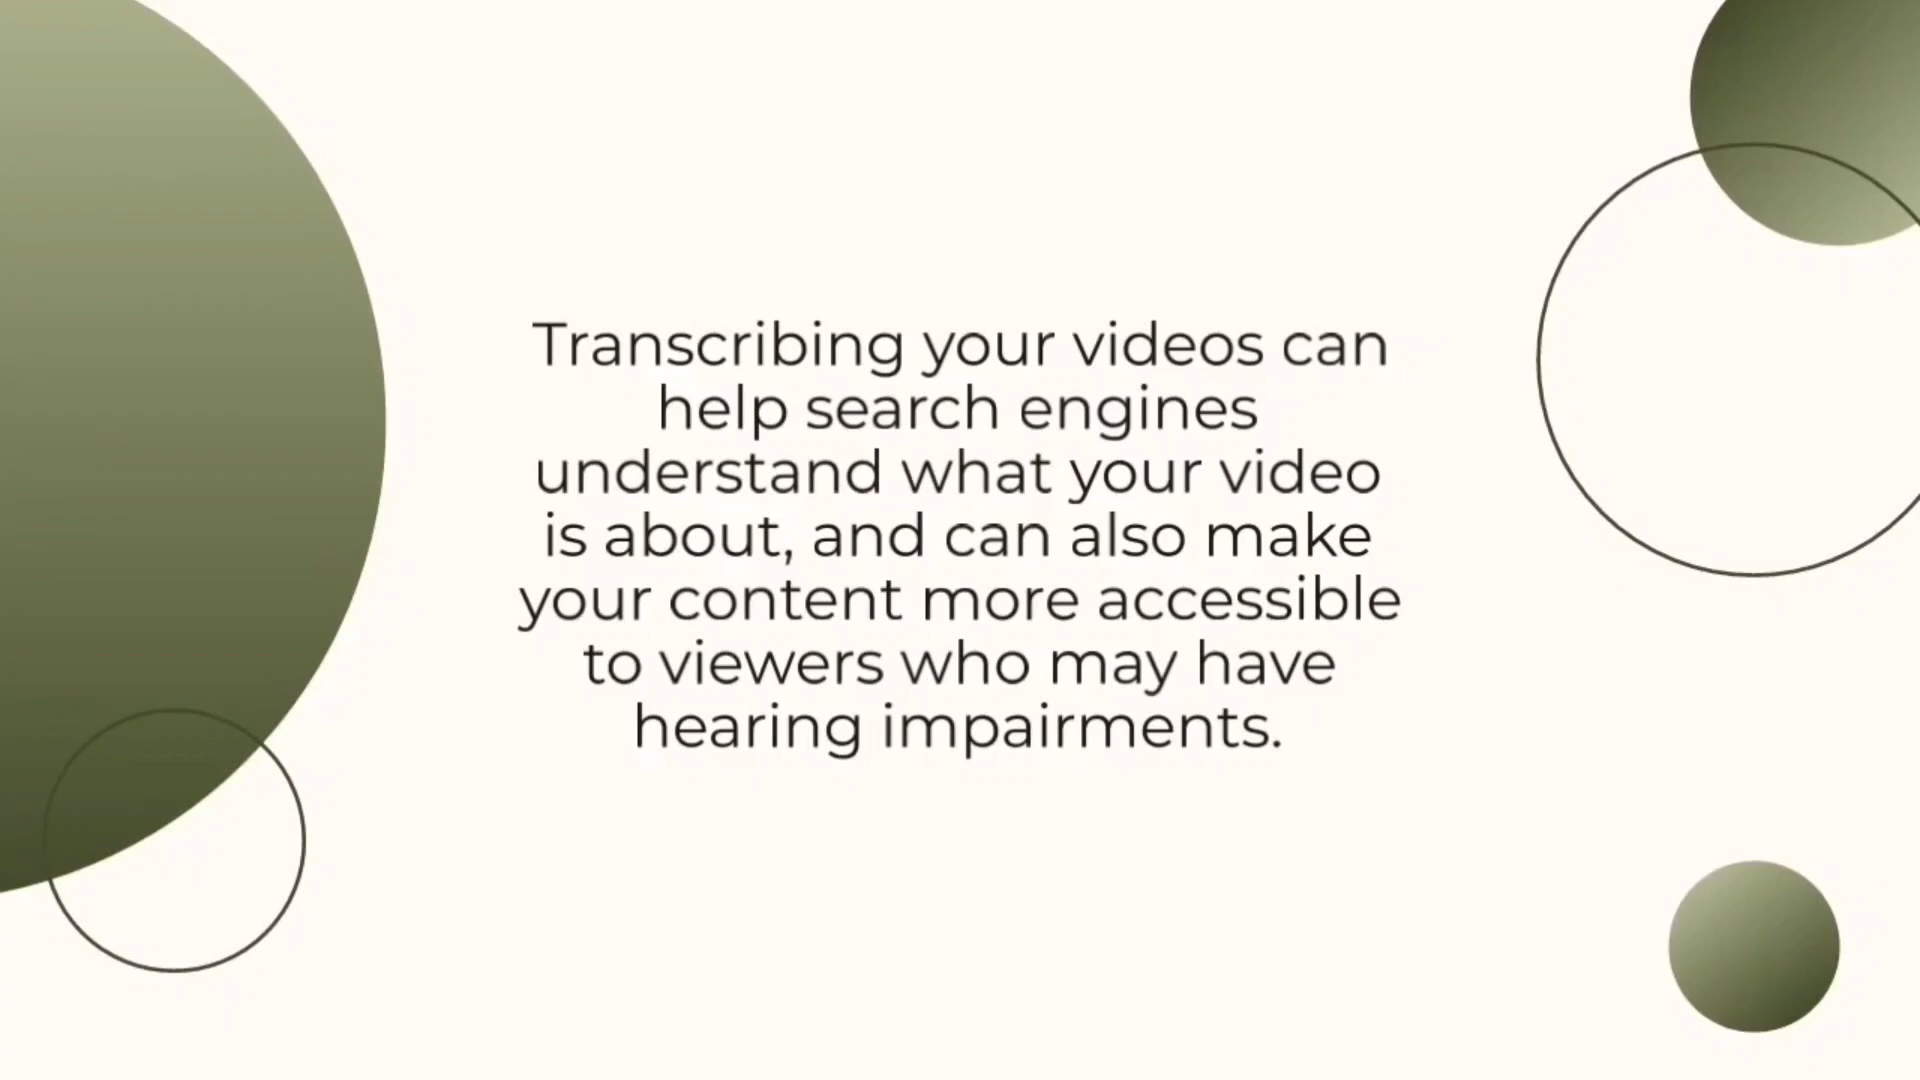 Transcribing your videos can
help search engines
understand what your video
is about, and can also make
your content more accessible
to viewers who may have
hearing impairments.